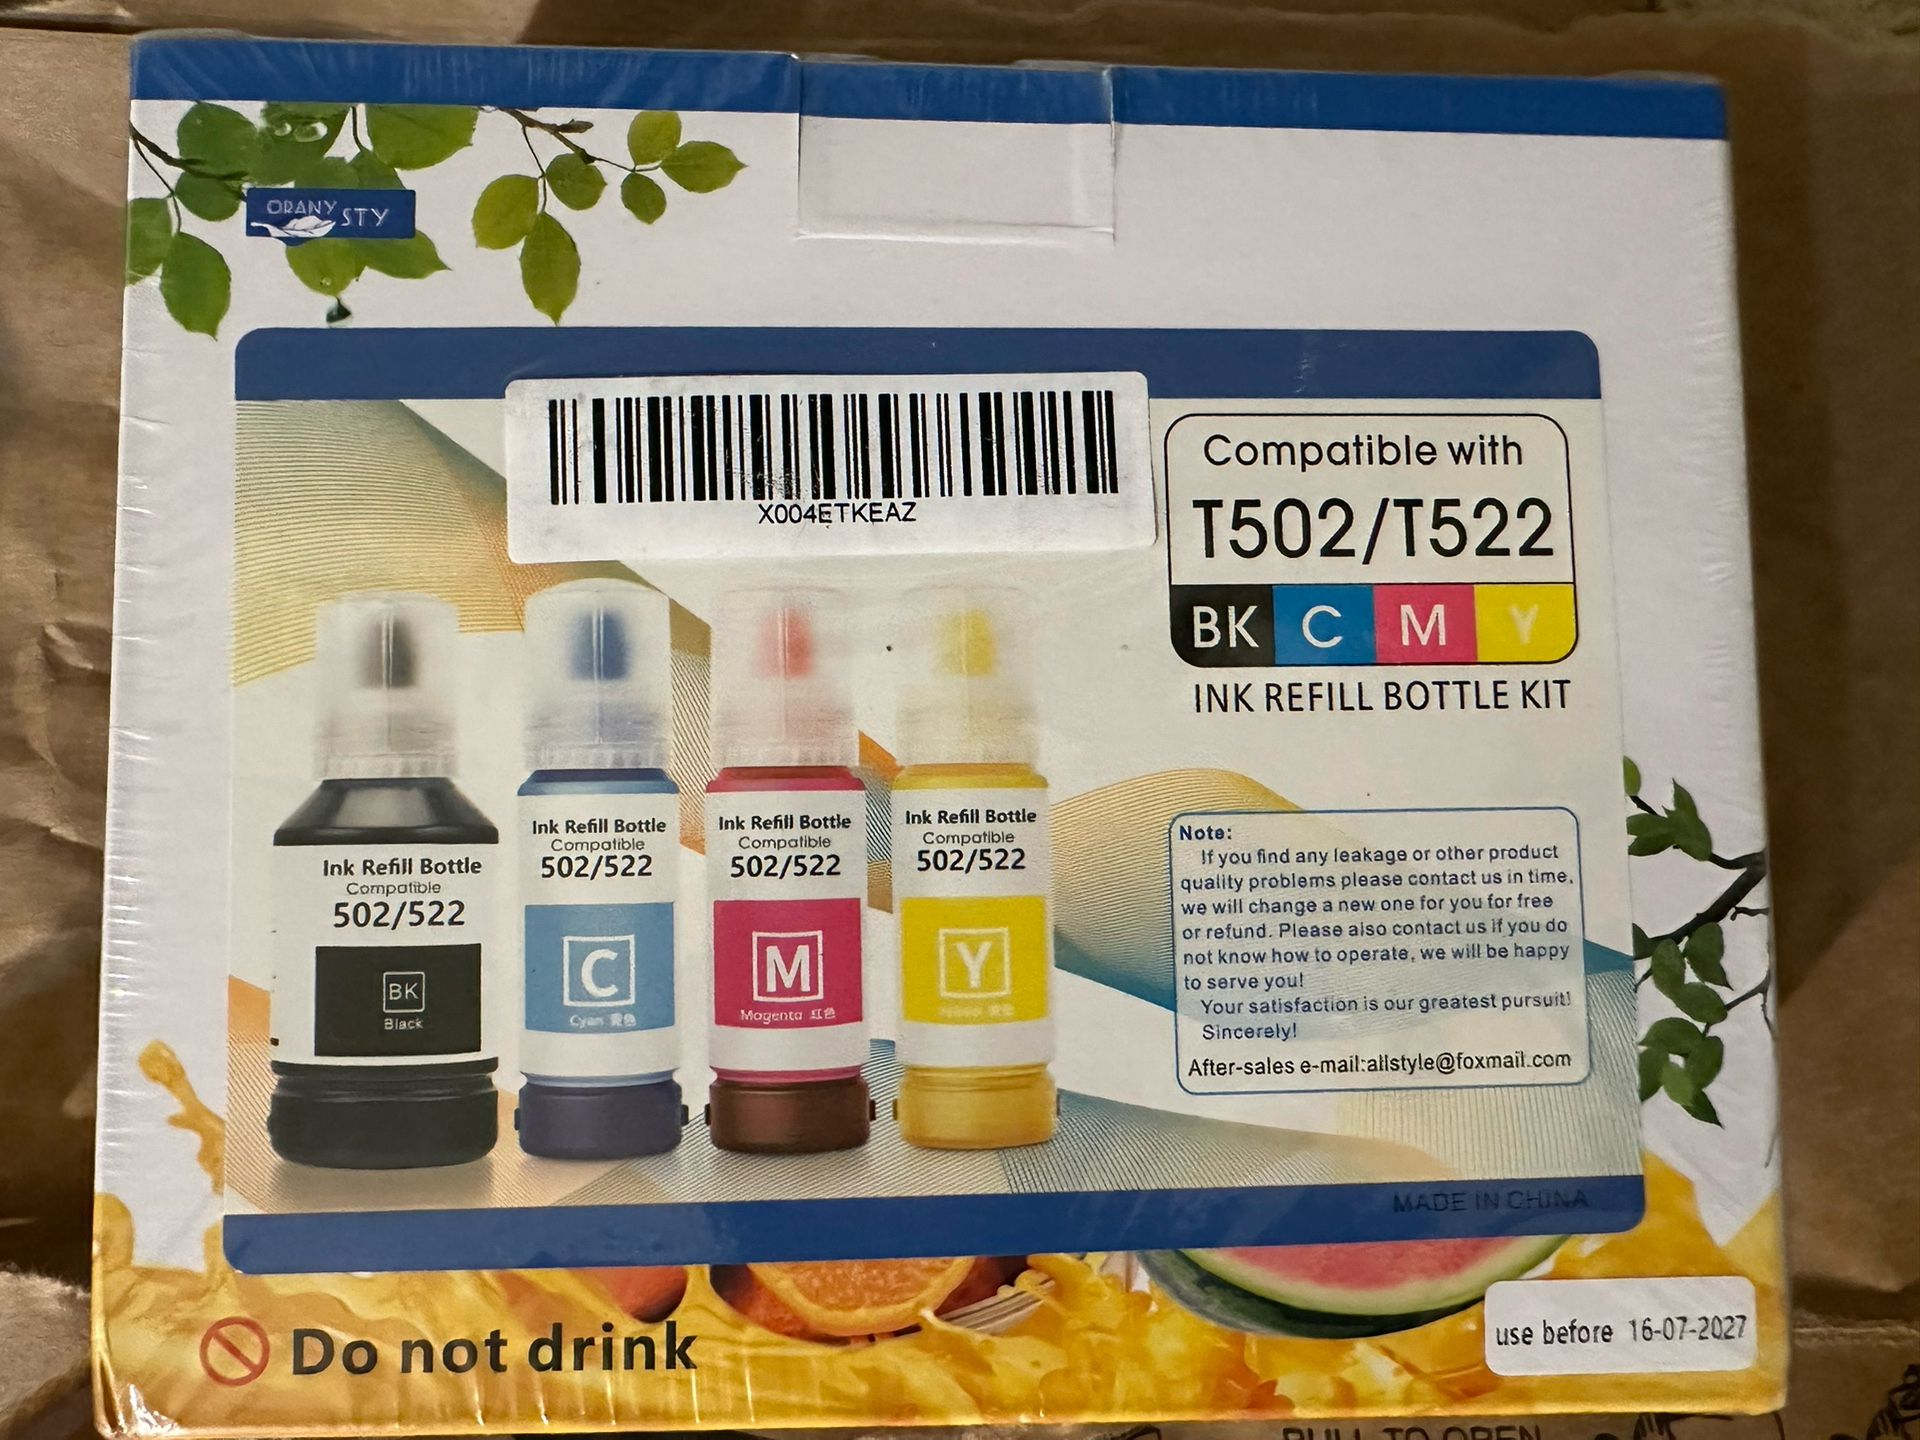 ORANY STY
X004ETKEAZ
Compatible with
T502/T522
BK C M Y
INK REFILL BOTTLE KIT
Ink Refill Bottle
Compatible
502/522
BK
Black
Ink Refill Bottle
Compatible
502/522
C
Cyan
Ink Refill Bottle
Compatible
502/522
M
Magenta 红色
Ink Refill Bottle
Compatible
502/522
Y
Note:
If you find any leakage or other product
quality problems please contact us in time,
we will change a new one for you for free
or refund. Please also contact us if you do
not know how to operate, we will be happy
to serve you!
Your satisfaction is our greatest pursuit!
Sincerely!
After-sales e-mail:allstyle@foxmail.com
MADE IN CHINA
Do not drink
use before 16-07-2027
PULL TO OPEN